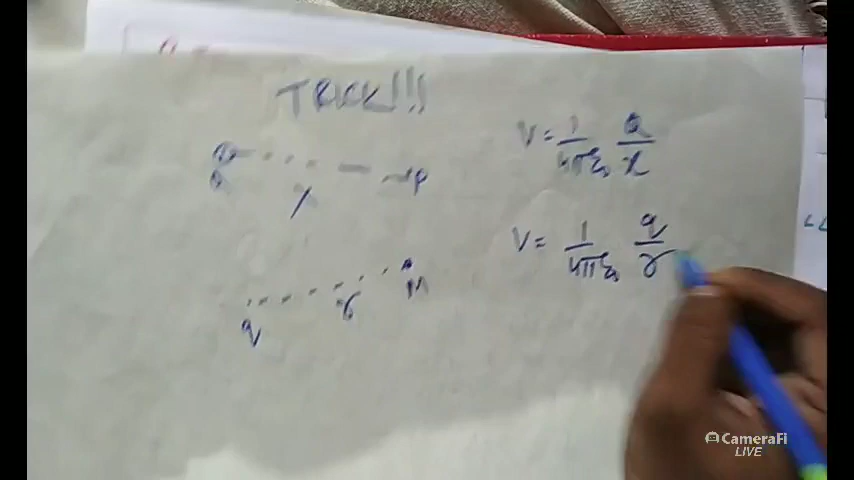 TRICK!!!
Q x P
V = 1/4πε₀ Q/x
q r M
V = 1/4πε₀ q/r
CameraFi
LIVE